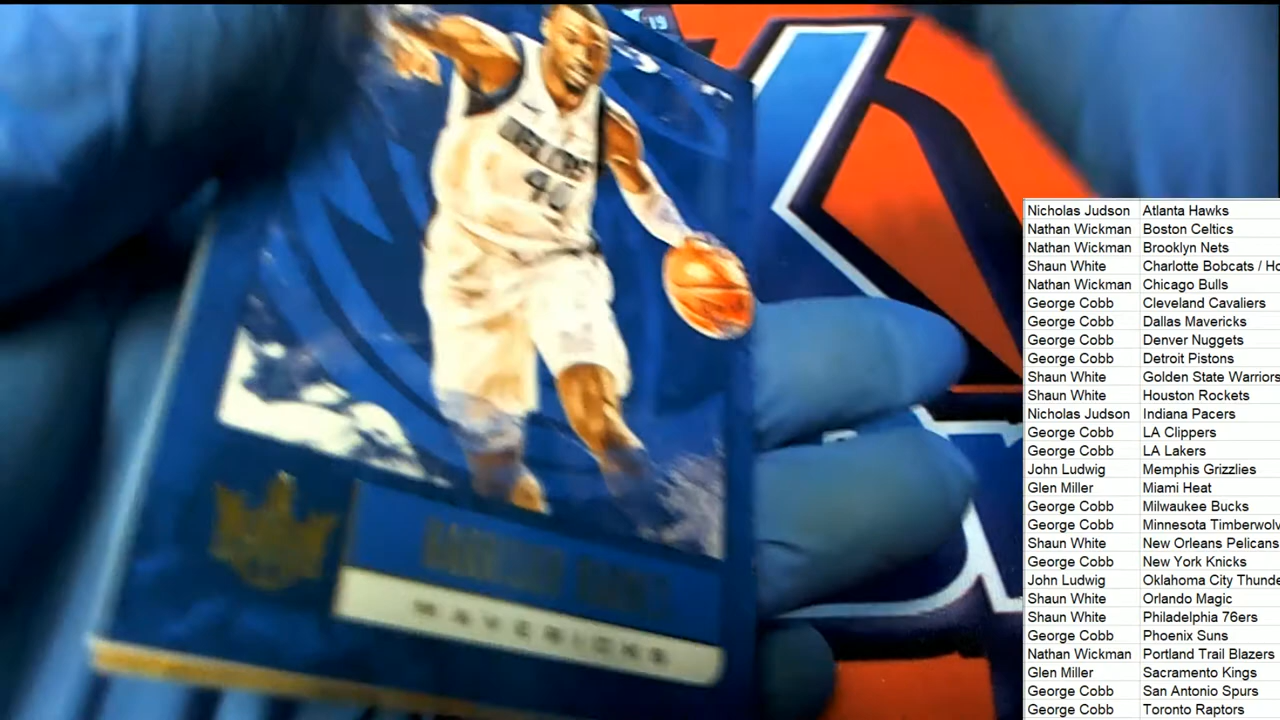 19
40
MAVERICKS
Nicholas Judson Atlanta Hawks
Nathan Wickman Boston Celtics
Nathan Wickman Brooklyn Nets
Shaun White Charlotte Bobcats / Ho
Nathan Wickman Chicago Bulls
George Cobb Cleveland Cavaliers
George Cobb Dallas Mavericks
George Cobb Denver Nuggets
George Cobb Detroit Pistons
Shaun White Golden State Warriors
Shaun White Houston Rockets
Nicholas Judson Indiana Pacers
George Cobb LA Clippers
George Cobb LA Lakers
John Ludwig Memphis Grizzlies
Glen Miller Miami Heat
George Cobb Milwaukee Bucks
George Cobb Minnesota Timberwolv
Shaun White New Orleans Pelicans
George Cobb New York Knicks
John Ludwig Oklahoma City Thunde
Shaun White Orlando Magic
Shaun White Philadelphia 76ers
George Cobb Phoenix Suns
Nathan Wickman Portland Trail Blazers
Glen Miller Sacramento Kings
George Cobb San Antonio Spurs
George Cobb Toronto Raptors